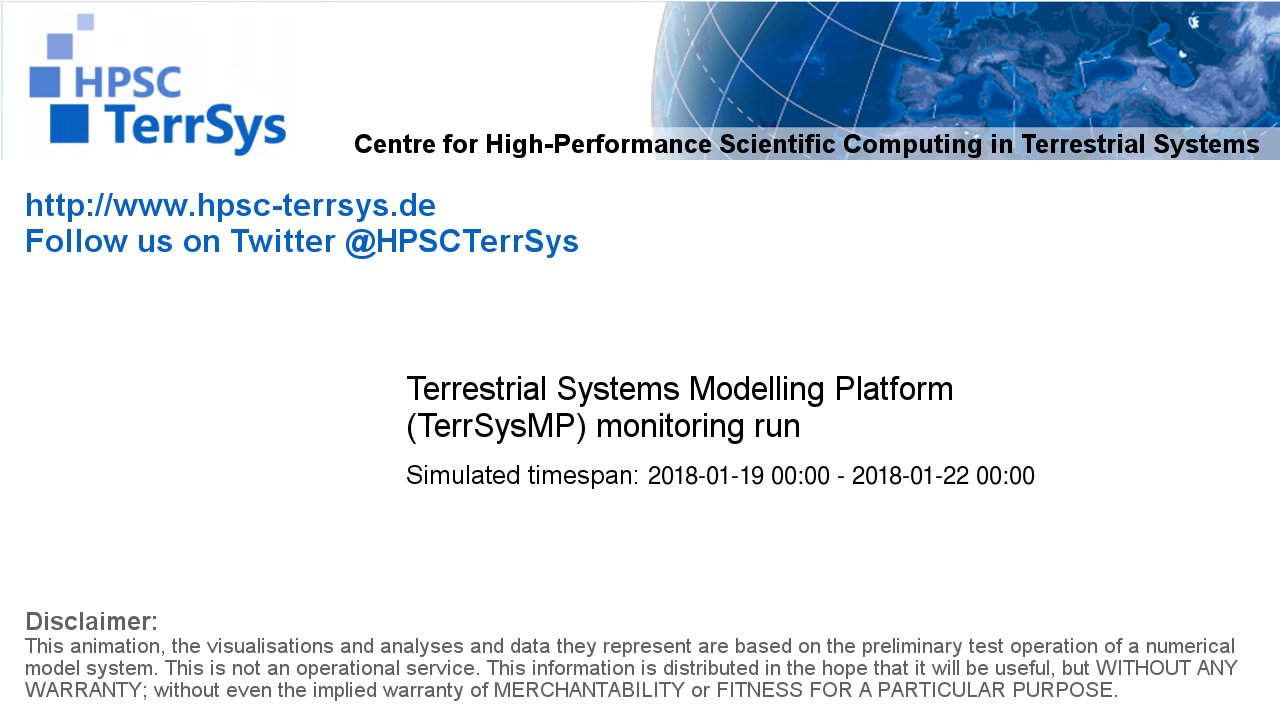 HPSC
TerrSys
Centre for High-Performance Scientific Computing in Terrestrial Systems
http://www.hpsc-terrsys.de
Follow us on Twitter @HPSCTerrSys
Terrestrial Systems Modelling Platform
(TerrSysMP) monitoring run
Simulated timespan: 2018-01-19 00:00 - 2018-01-22 00:00
Disclaimer:
This animation, the visualisations and analyses and data they represent are based on the preliminary test operation of a numerical
model system. This is not an operational service. This information is distributed in the hope that it will be useful, but WITHOUT ANY
WARRANTY; without even the implied warranty of MERCHANTABILITY or FITNESS FOR A PARTICULAR PURPOSE.